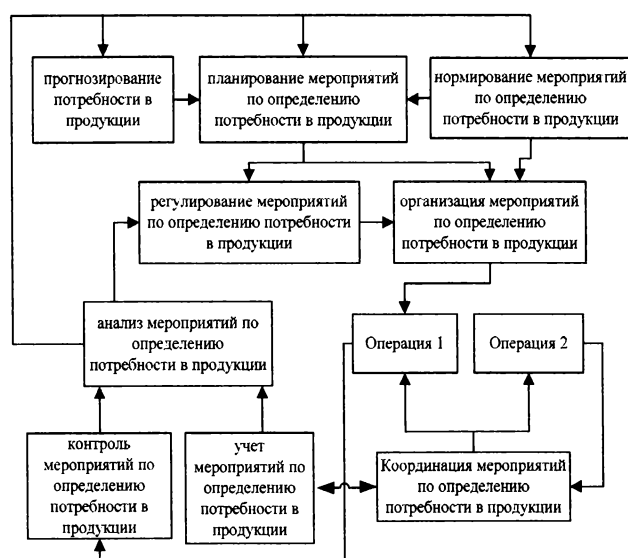 прогнозирование
потребности в
продукции
планирование мероприятий
по определению
потребности в продукции
нормирование мероприятий
по определению
потребности в продукции
регулирование мероприятий
по определению потребности
в продукции
организация мероприятий
по определению
потребности в продукции
анализ мероприятий по
определению
потребности в продукции
Операция 1
Операция 2
контроль
мероприятий по
определению
потребности в
продукции
учет
мероприятий по
определению
потребности в
продукции
Координация мероприятий
по определению
потребности в продукции